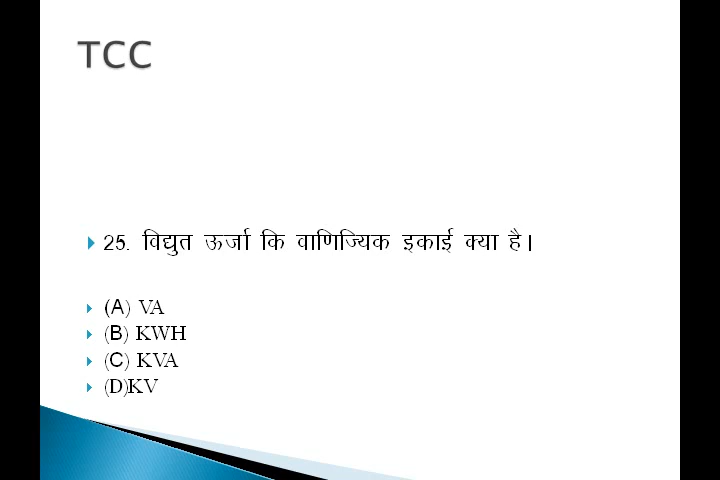 TCC
25. विद्युत ऊर्जा कि वाणिज्यिक इकाई क्या है।
(A) VA
(B) KWH
(C) KVA
(D)KV